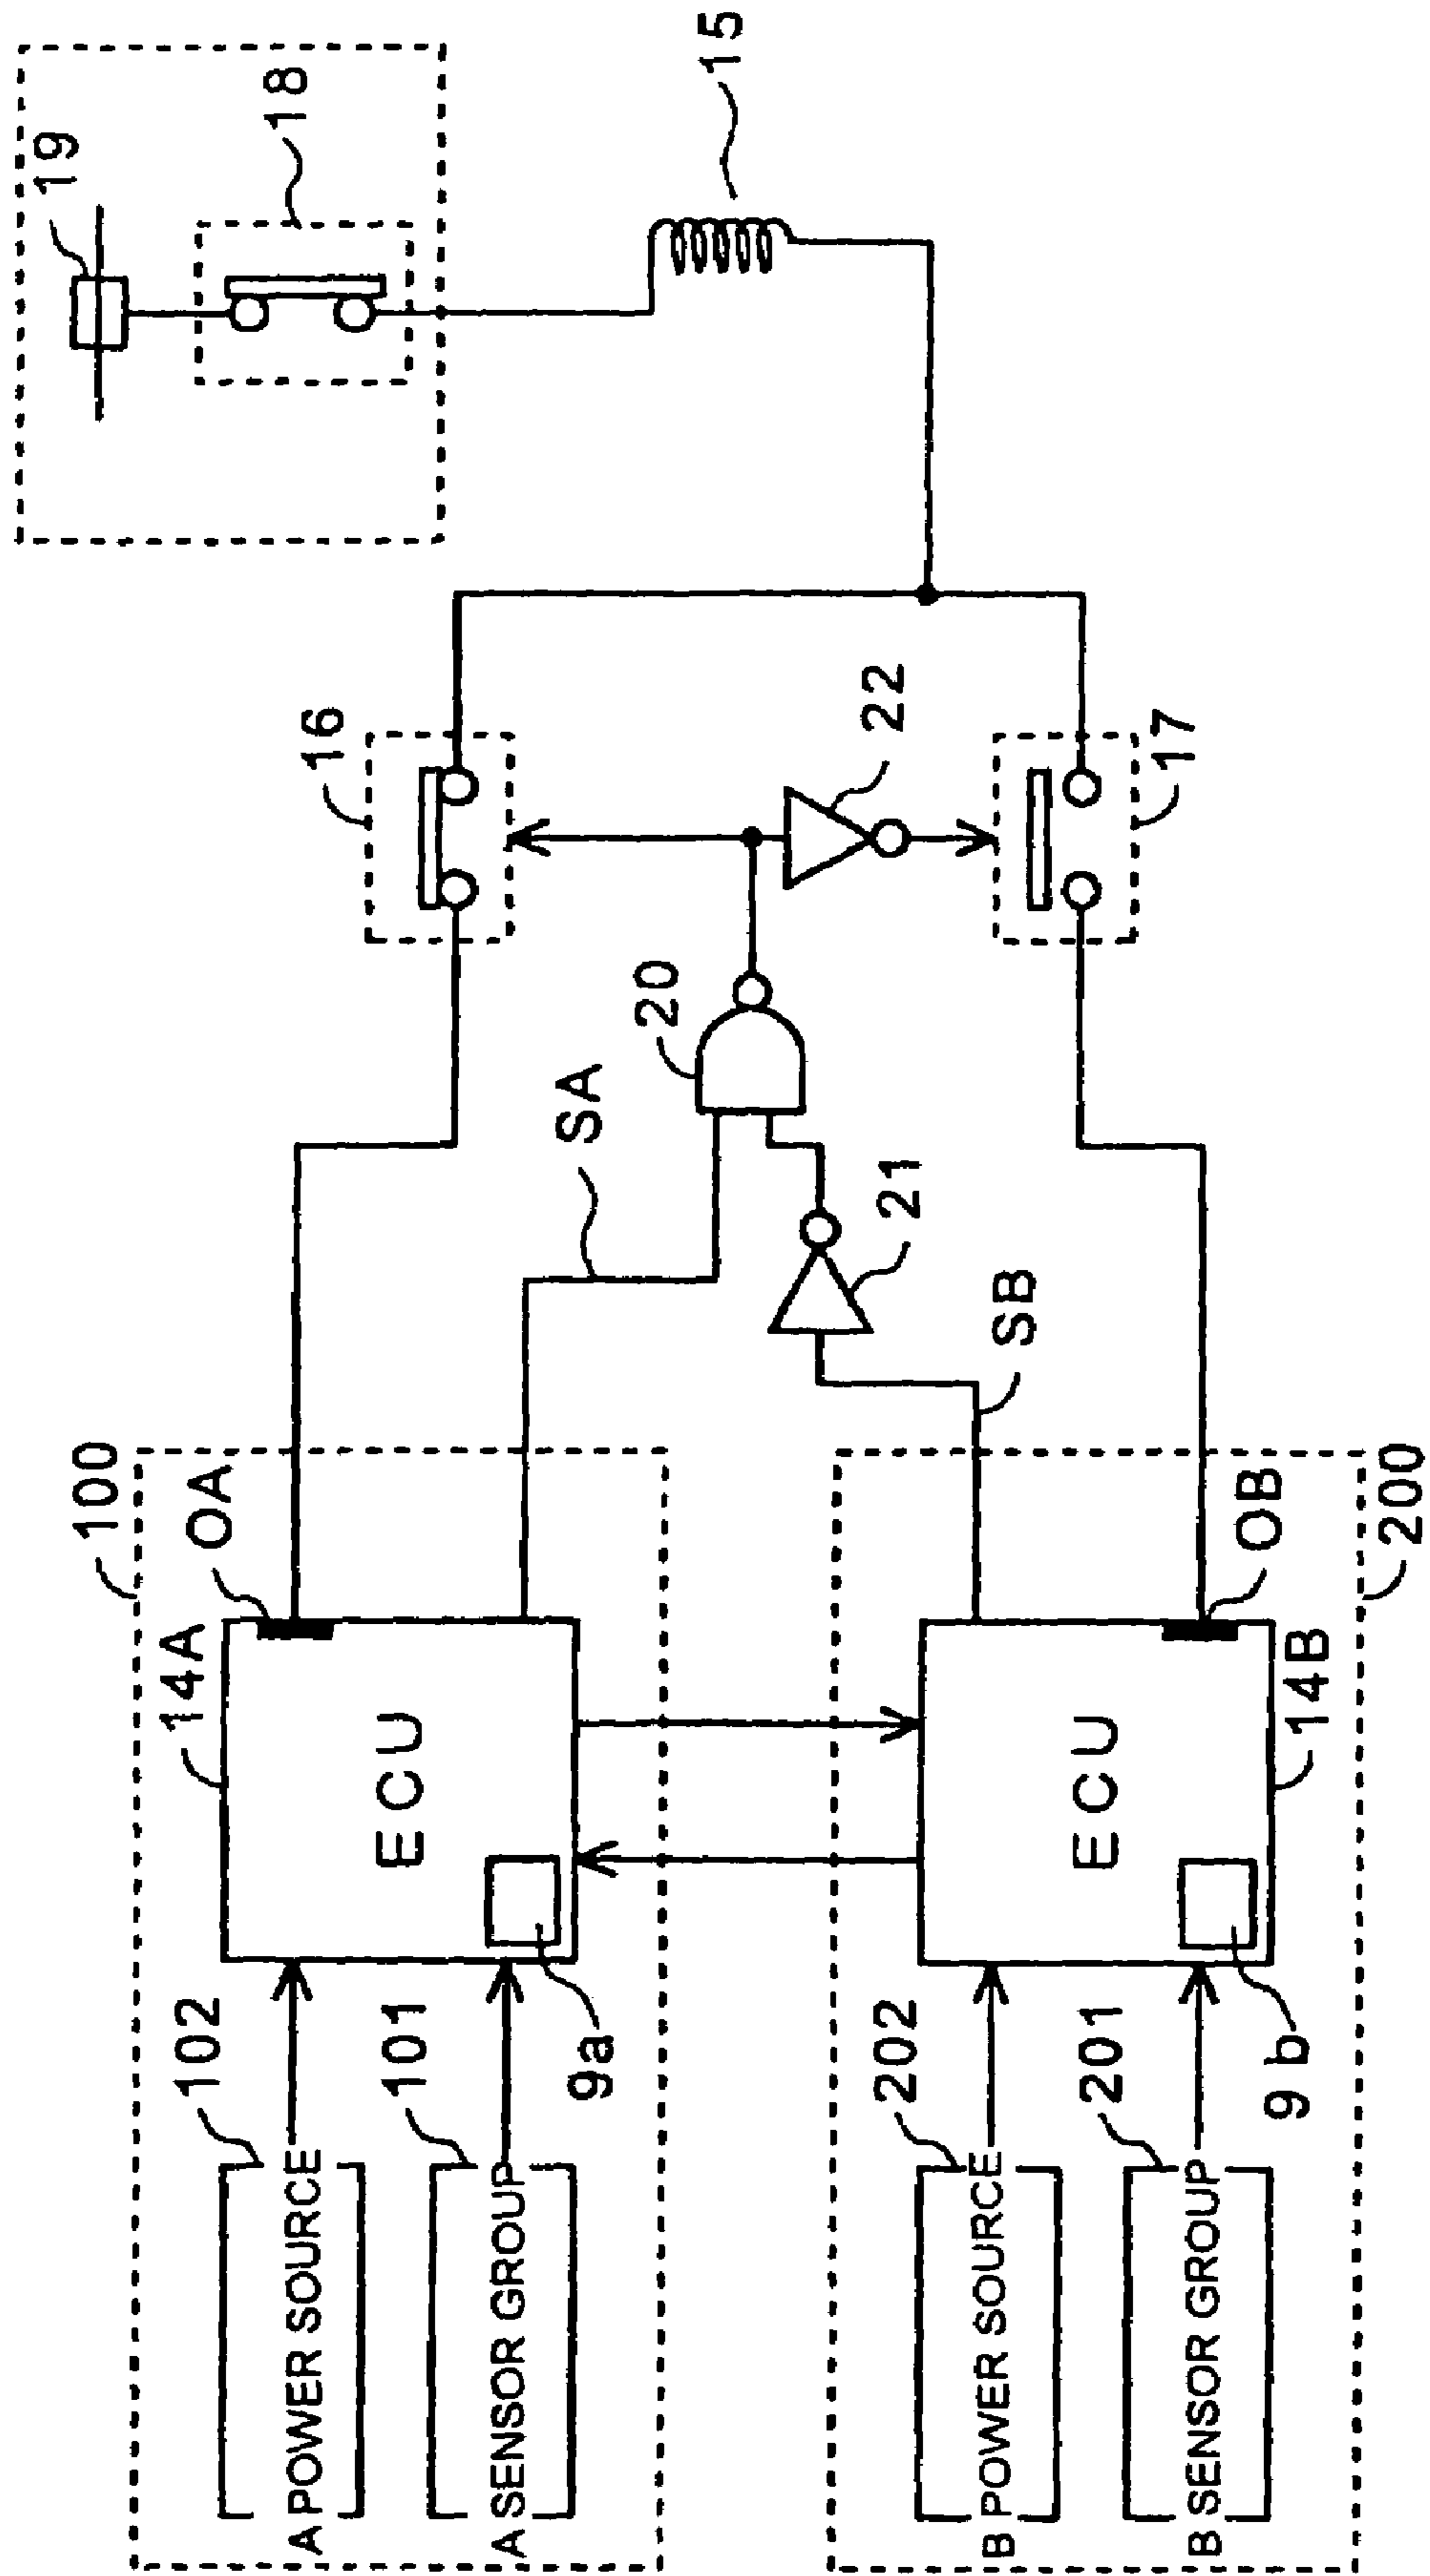 19
18
15
16
22
17
20
SA
21
SB
100
OA
14A
ECU
9a
102
A POWER SOURCE
101
A SENSOR GROUP
200
OB
14B
ECU
9b
202
B POWER SOURCE
201
B SENSOR GROUP